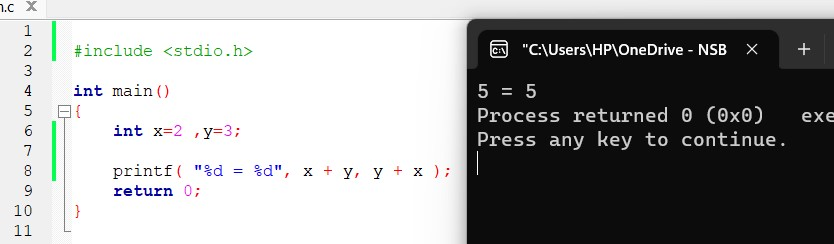 .c X
1
2 #include <stdio.h>
3
4 int main()
5 {
6 int x=2 ,y=3;
7
8 printf( "%d = %d", x + y, y + x );
9 return 0;
10 }
11
"C:\Users\HP\OneDrive - NSB × +
5 = 5
Process returned 0 (0x0) exe
Press any key to continue.